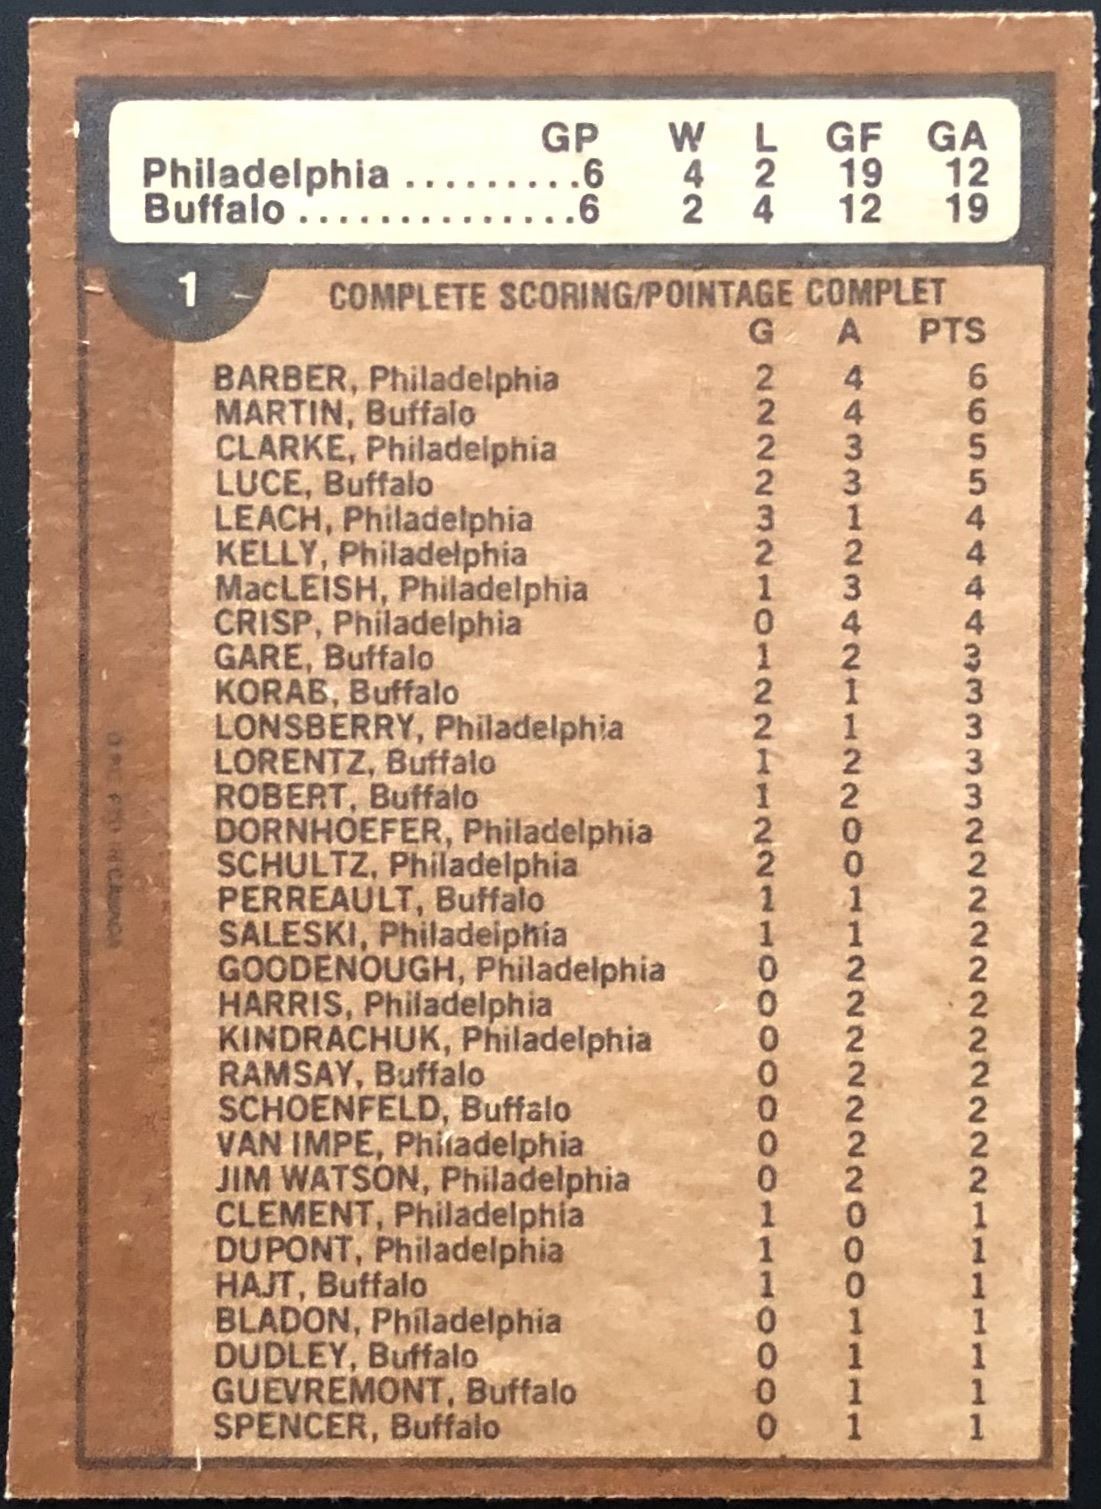 GP W L GF GA
Philadelphia .........6 4 2 19 12
Buffalo ..............6 2 4 12 19
1
COMPLETE SCORING/POINTAGE COMPLET
G A PTS
BARBER, Philadelphia 2 4 6
MARTIN, Buffalo 2 4 6
CLARKE, Philadelphia 2 3 5
LUCE, Buffalo 2 3 5
LEACH, Philadelphia 3 1 4
KELLY, Philadelphia 2 2 4
MacLEISH, Philadelphia 1 3 4
CRISP, Philadelphia 0 4 4
GARE, Buffalo 1 2 3
KORAB, Buffalo 2 1 3
LONSBERRY, Philadelphia 2 1 3
LORENTZ, Buffalo 1 2 3
ROBERT, Buffalo 1 2 3
DORNHOEFER, Philadelphia 2 0 2
SCHULTZ, Philadelphia 2 0 2
PERREAULT, Buffalo 1 1 2
SALESKI, Philadelphia 1 1 2
GOODENOUGH, Philadelphia 0 2 2
HARRIS, Philadelphia 0 2 2
KINDRACHUK, Philadelphia 0 2 2
RAMSAY, Buffalo 0 2 2
SCHOENFELD, Buffalo 0 2 2
VAN IMPE, Philadelphia 0 2 2
JIM WATSON, Philadelphia 0 2 2
CLEMENT, Philadelphia 1 0 1
DUPONT, Philadelphia 1 0 1
HAJT, Buffalo 1 0 1
BLADON, Philadelphia 0 1 1
DUDLEY, Buffalo 0 1 1
GUEVREMONT, Buffalo 0 1 1
SPENCER, Buffalo 0 1 1